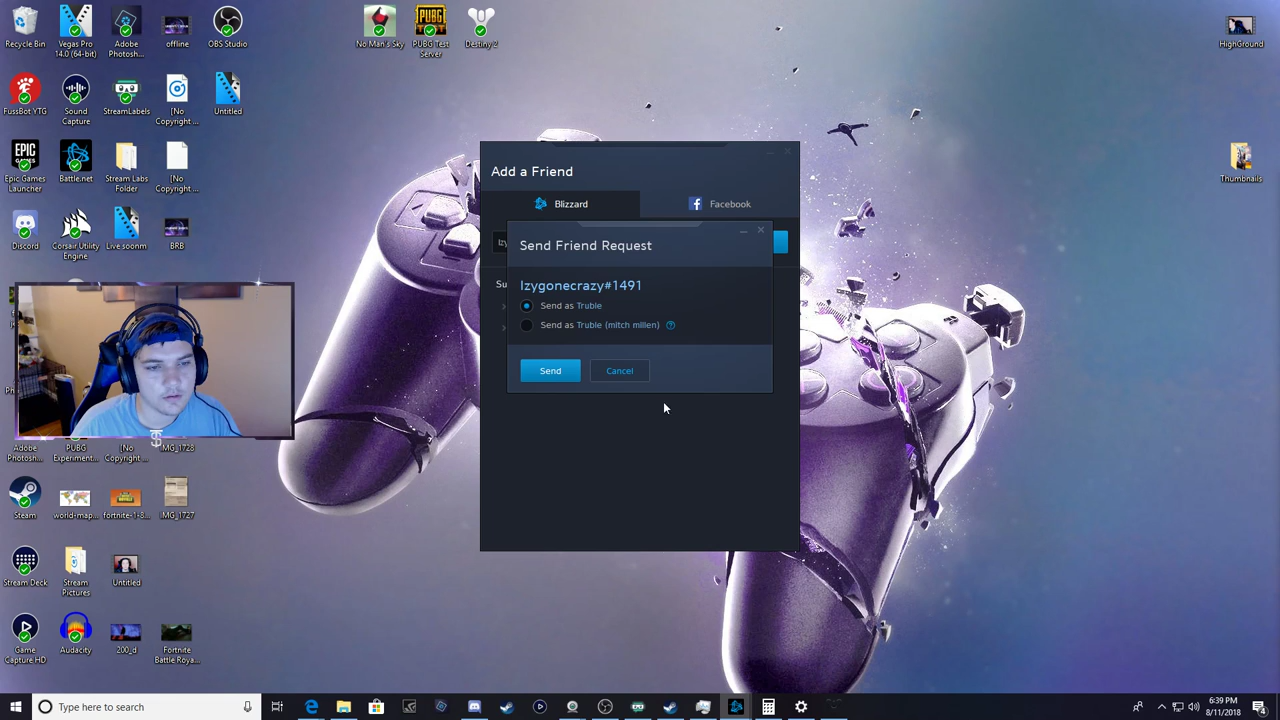 Recycle Bin
Vegas Pro 14.0 (64-bit)
Adobe Photosh...
offline
OBS Studio
No Man's Sky
PUBG Test Server
Destiny 2
HighGround
FussBot YTG
Sound Capture
StreamLabels
[No Copyright ...
Untitled
EPIC GAMES
Epic Games Launcher
Battle.net
Stream Labs Folder
[No Copyright ...
Thumbnails
Discord
Corsair Utility Engine
Live soonm
BRB
Add a Friend
Blizzard
Facebook
Send Friend Request
Su
Izygonecrazy#1491
Send as Truble
Send as Truble (mitch millen)
Send
Cancel
Adobe Photosh...
PUBG Experiment...
[No Copyright ...
IMG_1728
Steam
world-map...
fortnite-1-8...
IMG_1727
Stream Deck
Stream Pictures
Untitled
Game Capture HD
Audacity
200_d
Fortnite Battle Roya...
Type here to search
6:39 PM
8/11/2018